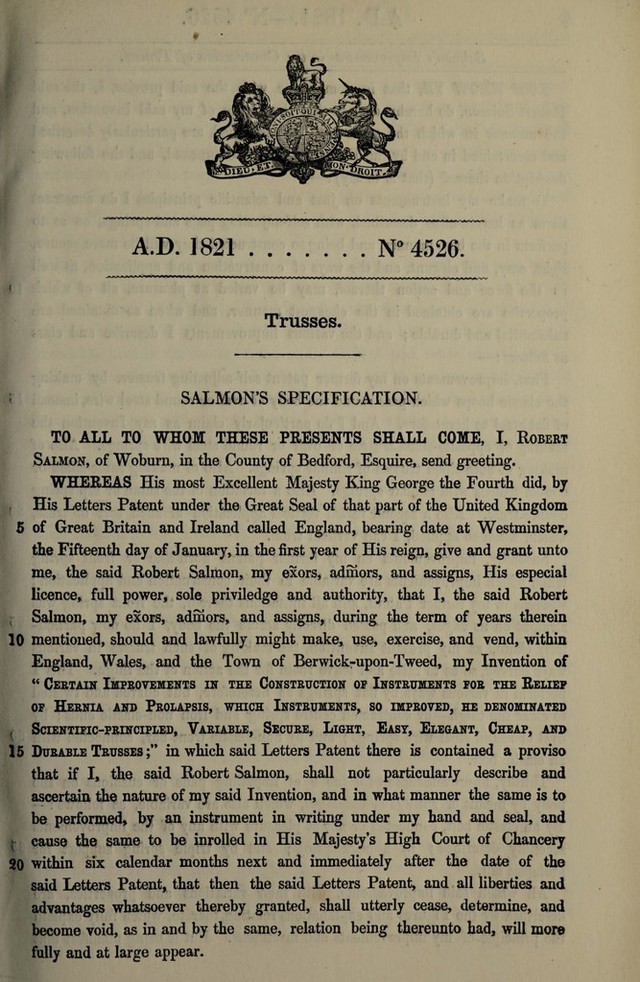 HONI SOIT QUI MAL
DIEU ET MON DROIT
A.D. 1821 . . . . . . . . Nº 4526.
Trusses.
SALMON'S SPECIFICATION.
TO ALL TO WHOM THESE PRESENTS SHALL COME, I, ROBERT
SALMON, of Woburn, in the County of Bedford, Esquire, send greeting.
WHEREAS His most Excellent Majesty King George the Fourth did, by
His Letters Patent under the Great Seal of that part of the United Kingdom
5 of Great Britain and Ireland called England, bearing date at Westminster,
the Fifteenth day of January, in the first year of His reign, give and grant unto
me, the said Robert Salmon, my exors, adm̄ors, and assigns, His especial
licence, full power, sole priviledge and authority, that I, the said Robert
Salmon, my exors, adm̄ors, and assigns, during the term of years therein
10 mentioned, should and lawfully might make, use, exercise, and vend, within
England, Wales, and the Town of Berwick-upon-Tweed, my Invention of
“ CERTAIN IMPROVEMENTS IN THE CONSTRUCTION OF INSTRUMENTS FOR THE RELIEF
OF HERNIA AND PROLAPSIS, WHICH INSTRUMENTS, SO IMPROVED, HE DENOMINATED
SCIENTIFIC-PRINCIPLED, VARIABLE, SECURE, LIGHT, EASY, ELEGANT, CHEAP, AND
15 DURABLE TRUSSES;” in which said Letters Patent there is contained a proviso
that if I, the said Robert Salmon, shall not particularly describe and
ascertain the nature of my said Invention, and in what manner the same is to
be performed, by an instrument in writing under my hand and seal, and
cause the same to be inrolled in His Majesty's High Court of Chancery
20 within six calendar months next and immediately after the date of the
said Letters Patent, that then the said Letters Patent, and all liberties and
advantages whatsoever thereby granted, shall utterly cease, determine, and
become void, as in and by the same, relation being thereunto had, will more
fully and at large appear.